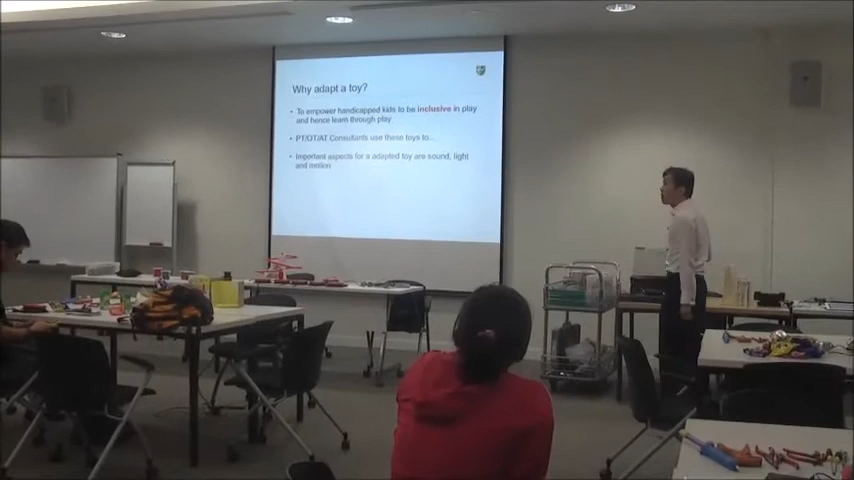 Why adapt a toy?
• To empower handicapped kids to be inclusive in play
and hence learn through play
• PT/OT/AT Consultants use these toys to...
• Important aspects for a adapted toy are sound, light
and motion